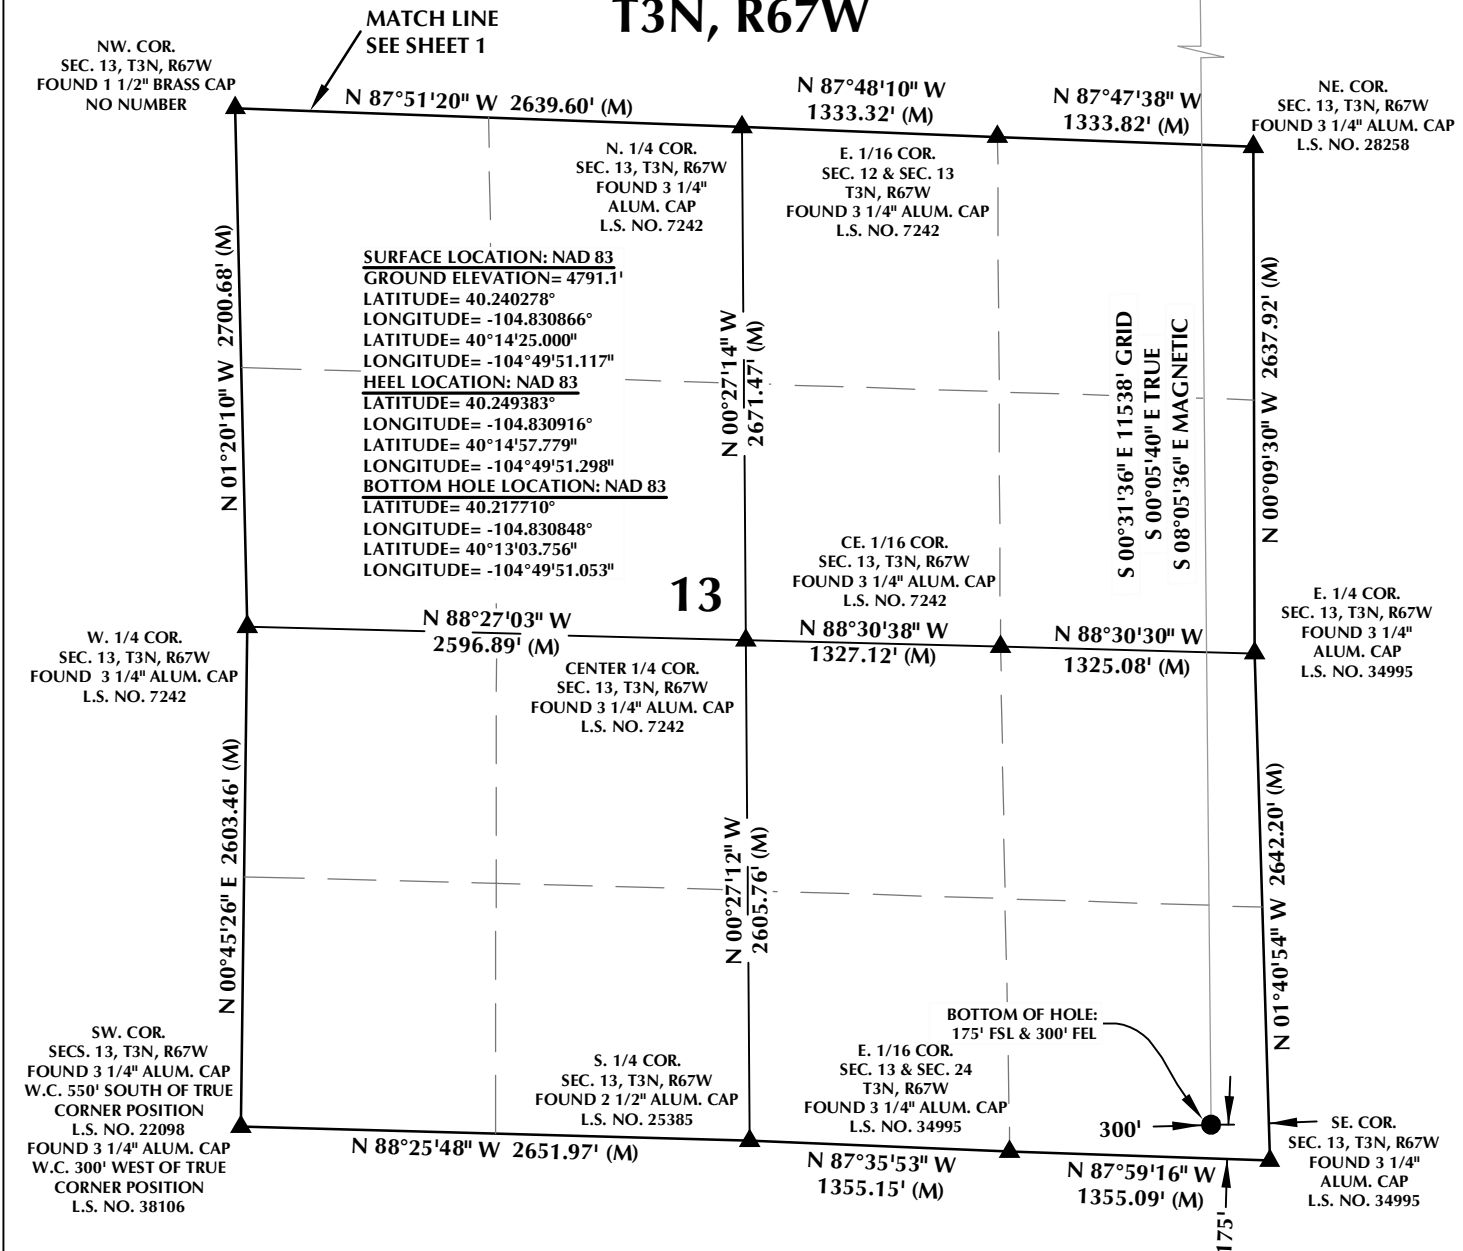 T3N, R67W
MATCH LINE
SEE SHEET 1
NW. COR.
SEC. 13, T3N, R67W
FOUND 1 1/2" BRASS CAP
NO NUMBER
N 87°51'20" W 2639.60' (M)
N 87°48'10" W
1333.32' (M)
N 87°47'38" W
1333.82' (M)
NE. COR.
SEC. 13, T3N, R67W
FOUND 3 1/4" ALUM. CAP
L.S. NO. 28258
N. 1/4 COR.
SEC. 13, T3N, R67W
FOUND 3 1/4"
ALUM. CAP
L.S. NO. 7242
E. 1/16 COR.
SEC. 12 & SEC. 13
T3N, R67W
FOUND 3 1/4" ALUM. CAP
L.S. NO. 7242
N 01°20'10" W 2700.68' (M)
SURFACE LOCATION: NAD 83
GROUND ELEVATION= 4791.1'
LATITUDE= 40.240278°
LONGITUDE= -104.830866°
LATITUDE= 40°14'25.000"
LONGITUDE= -104°49'51.117"
HEEL LOCATION: NAD 83
LATITUDE= 40.249383°
LONGITUDE= -104.830916°
LATITUDE= 40°14'57.779"
LONGITUDE= -104°49'51.298"
BOTTOM HOLE LOCATION: NAD 83
LATITUDE= 40.217710°
LONGITUDE= -104.830848°
LATITUDE= 40°13'03.756"
LONGITUDE= -104°49'51.053"
N 00°27'14" W
2671.47' (M)
S 00°31'36" E 11538' GRID
S 00°05'40" E TRUE
S 08°05'36" E MAGNETIC
N 00°09'30" W 2637.92' (M)
13
CE. 1/16 COR.
SEC. 13, T3N, R67W
FOUND 3 1/4" ALUM. CAP
L.S. NO. 7242
E. 1/4 COR.
SEC. 13, T3N, R67W
FOUND 3 1/4"
ALUM. CAP
L.S. NO. 34995
W. 1/4 COR.
SEC. 13, T3N, R67W
FOUND 3 1/4" ALUM. CAP
L.S. NO. 7242
N 88°27'03" W
2596.89' (M)
N 88°30'38" W
1327.12' (M)
N 88°30'30" W
1325.08' (M)
CENTER 1/4 COR.
SEC. 13, T3N, R67W
FOUND 3 1/4" ALUM. CAP
L.S. NO. 7242
N 00°45'26" E 2603.46' (M)
N 00°27'12" W
2605.76' (M)
N 01°40'54" W 2642.20' (M)
BOTTOM OF HOLE:
175' FSL & 300' FEL
SW. COR.
SECS. 13, T3N, R67W
FOUND 3 1/4" ALUM. CAP
W.C. 550' SOUTH OF TRUE
CORNER POSITION
L.S. NO. 22098
FOUND 3 1/4" ALUM. CAP
W.C. 300' WEST OF TRUE
CORNER POSITION
L.S. NO. 38106
S. 1/4 COR.
SEC. 13, T3N, R67W
FOUND 2 1/2" ALUM. CAP
L.S. NO. 25385
E. 1/16 COR.
SEC. 13 & SEC. 24
T3N, R67W
FOUND 3 1/4" ALUM. CAP
L.S. NO. 34995
300'
SE. COR.
SEC. 13, T3N, R67W
FOUND 3 1/4"
ALUM. CAP
L.S. NO. 34995
N 88°25'48" W 2651.97' (M)
N 87°35'53" W
1355.15' (M)
N 87°59'16" W
1355.09' (M)
175'